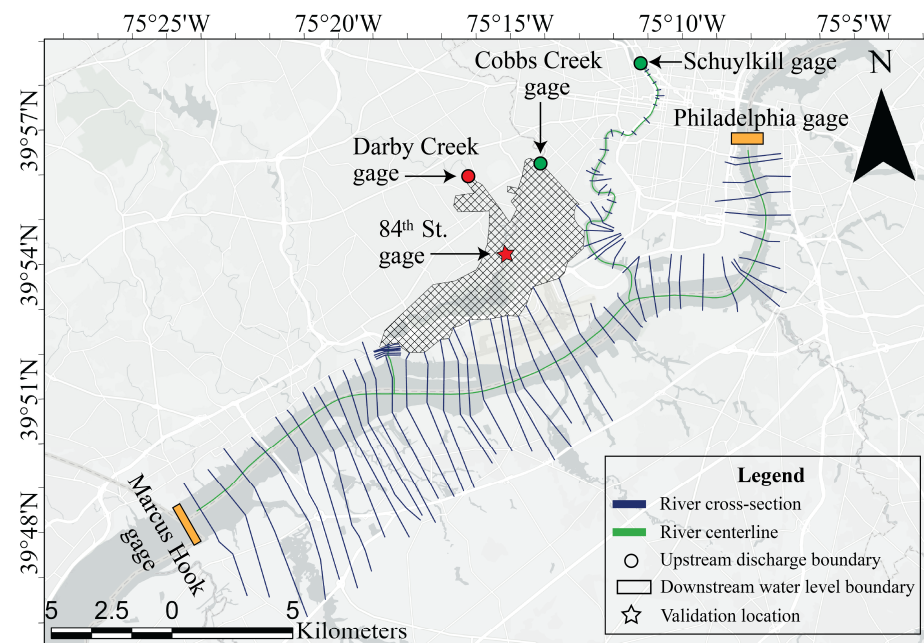 75°25'W 75°20'W 75°15'W 75°10'W 75°5'W
39°57'N
39°54'N
39°51'N
39°48'N
Cobbs Creek
gage
Schuylkill gage
N
Philadelphia gage
Darby Creek
gage
84th St.
gage
Marcus Hook
gage
Legend
River cross-section
River centerline
Upstream discharge boundary
Downstream water level boundary
Validation location
5 2.5 0 5
Kilometers